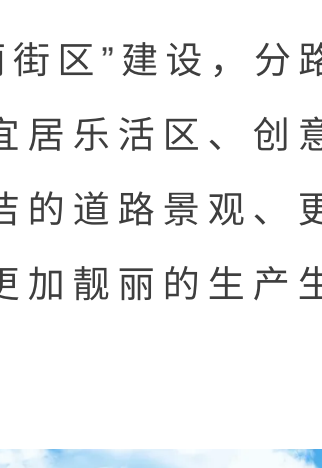 街区”建设，分路
宜居乐活区、创意
洁的道路景观、更
更加靓丽的生产生